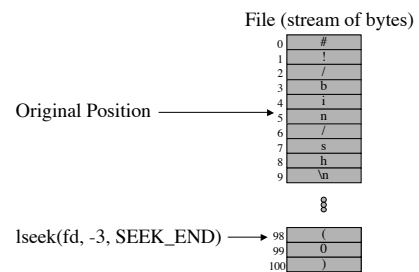 File (stream of bytes)
0 #
1 !
2 /
3 b
4 i
Original Position
5 n
6 /
7 s
8 h
9 \n
lseek(fd, -3, SEEK_END)
98 (
99 0
100 )